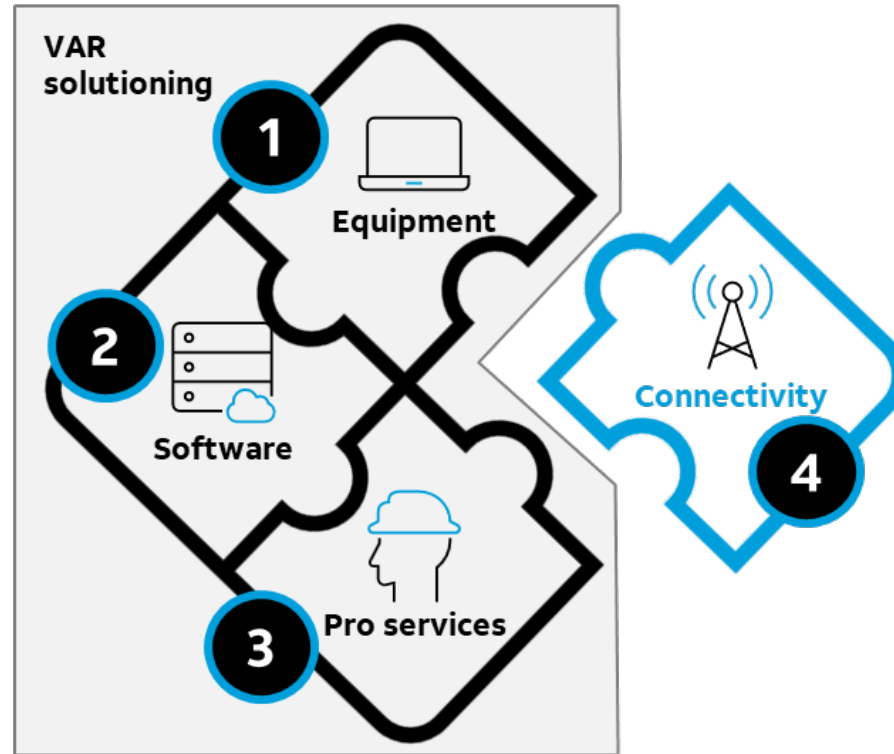 VAR
solutioning
1
Equipment
2
Software
Connectivity
4
3
Pro services